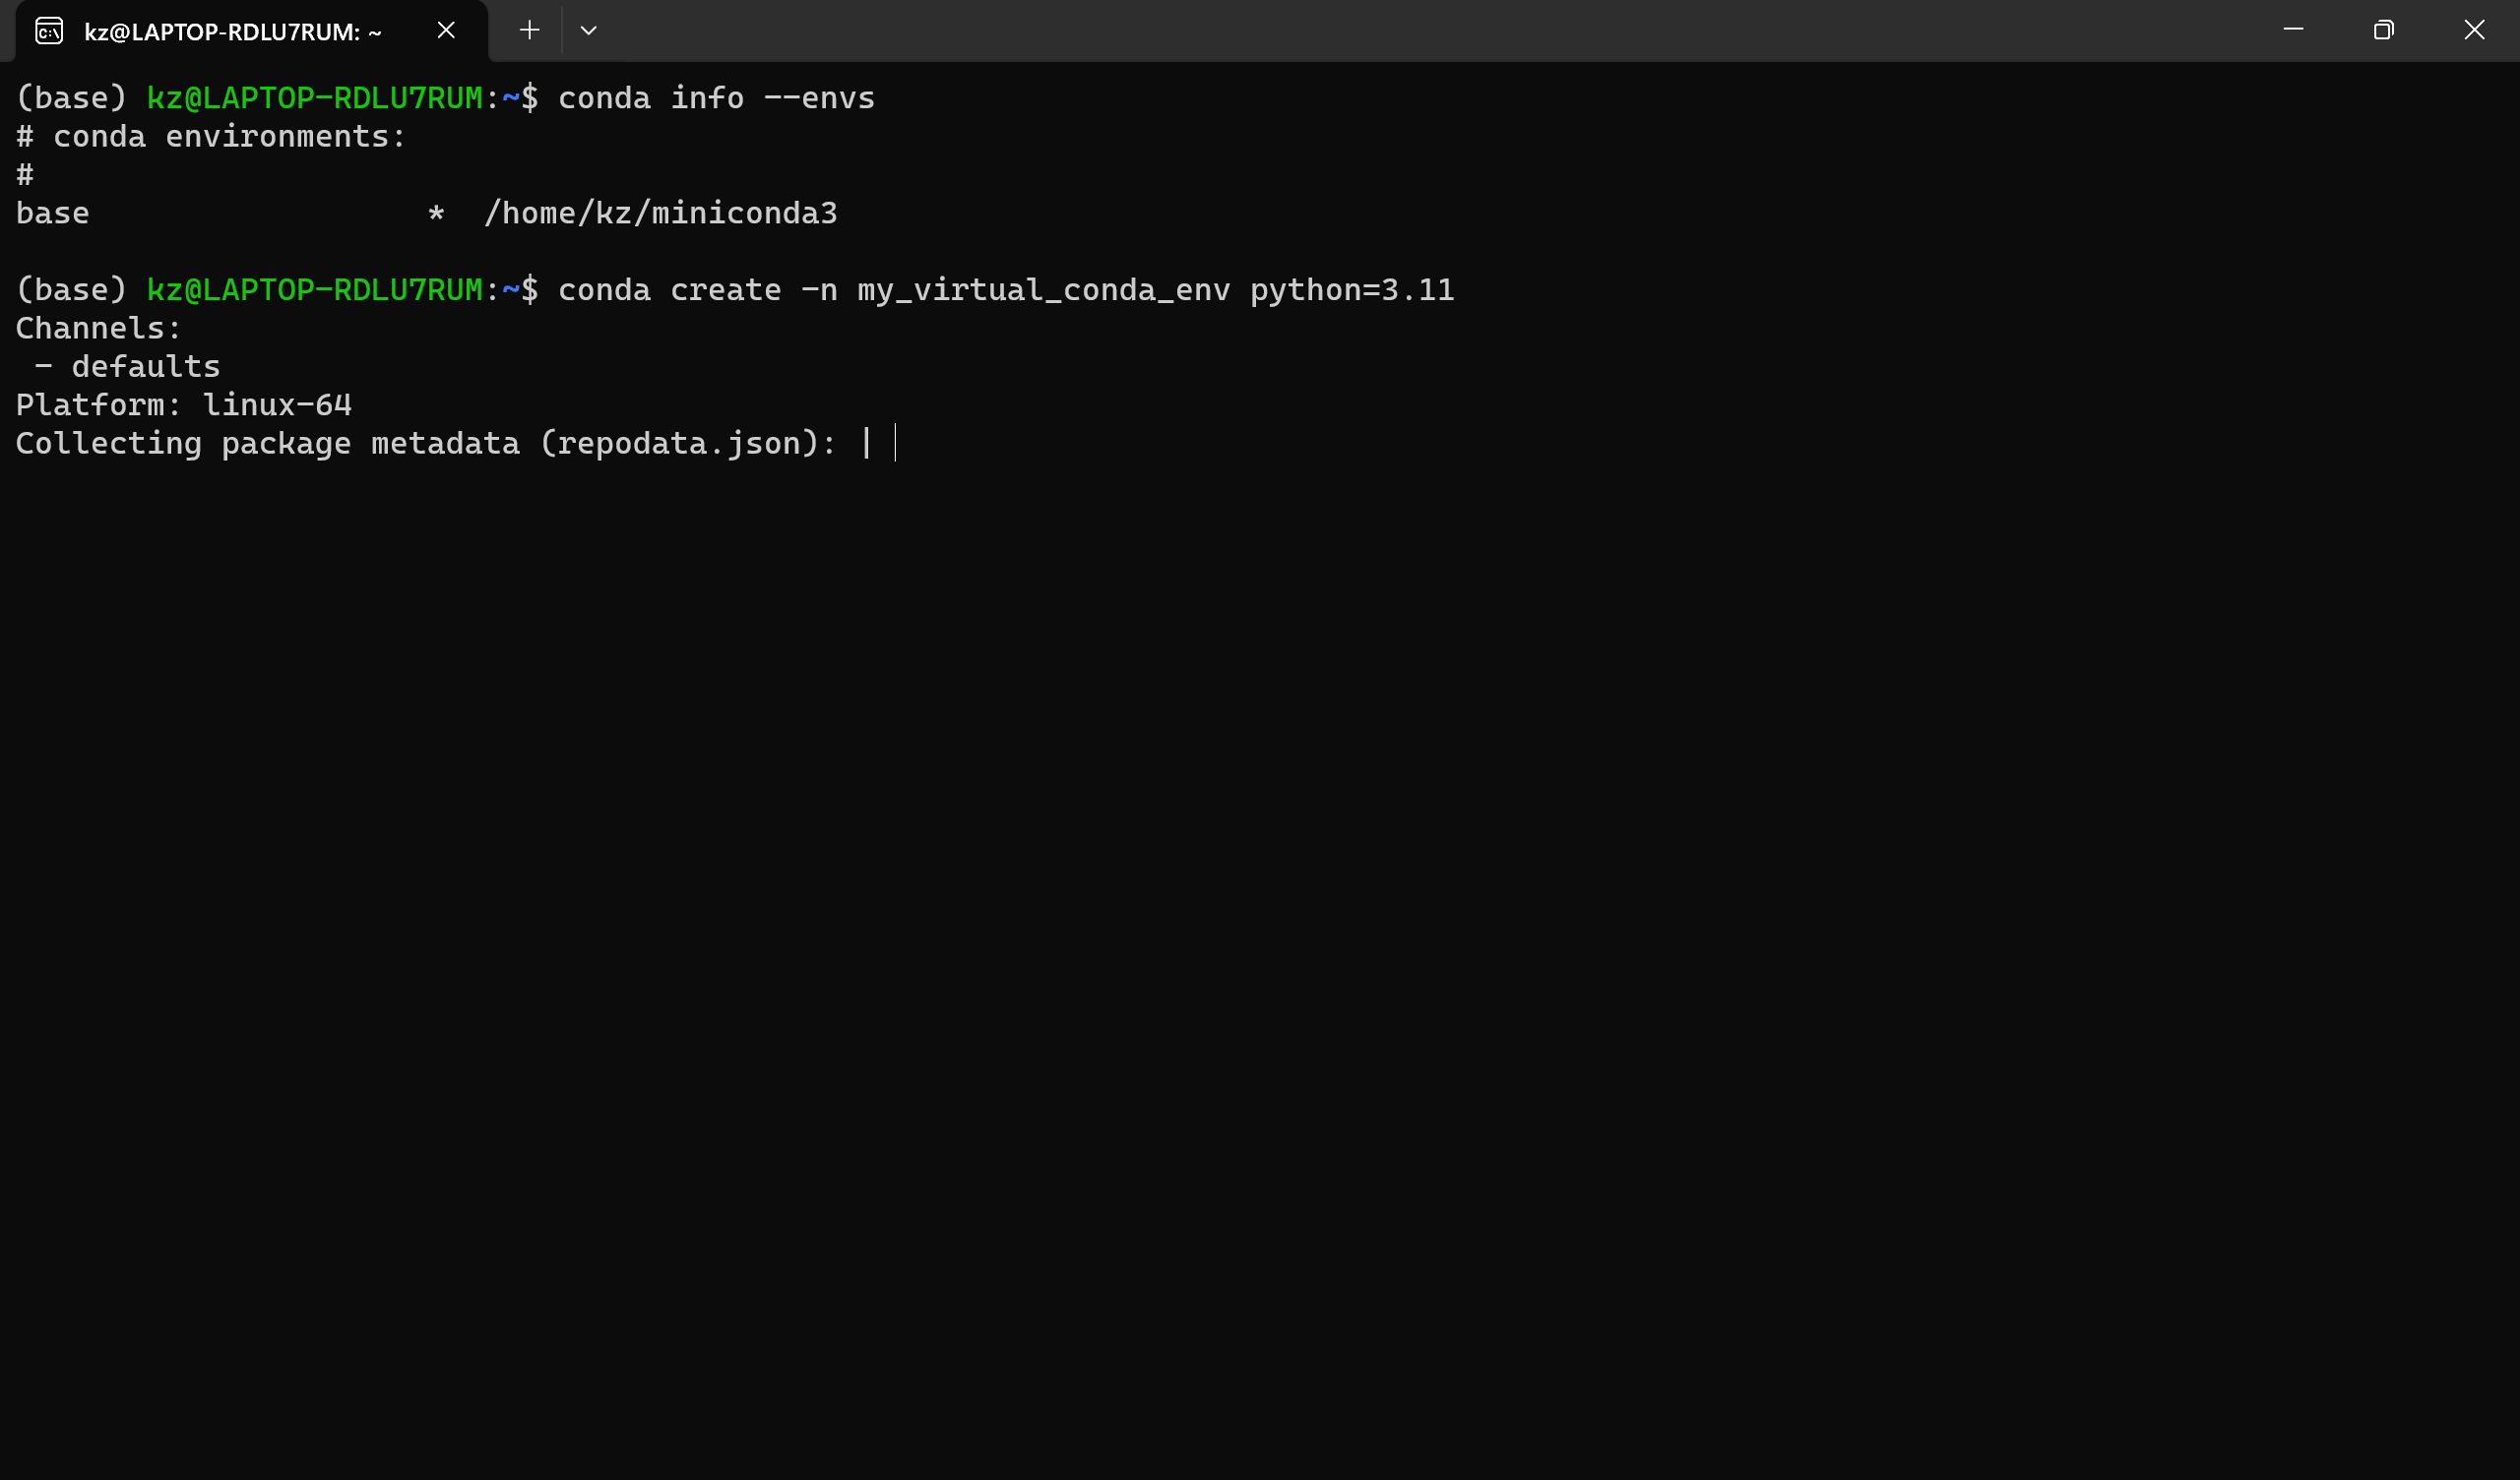 kz@LAPTOP-RDLU7RUM: ~
(base) kz@LAPTOP-RDLU7RUM:~$ conda info --envs
# conda environments:
#
base                  *  /home/kz/miniconda3
(base) kz@LAPTOP-RDLU7RUM:~$ conda create -n my_virtual_conda_env python=3.11
Channels:
 - defaults
Platform: linux-64
Collecting package metadata (repodata.json): |